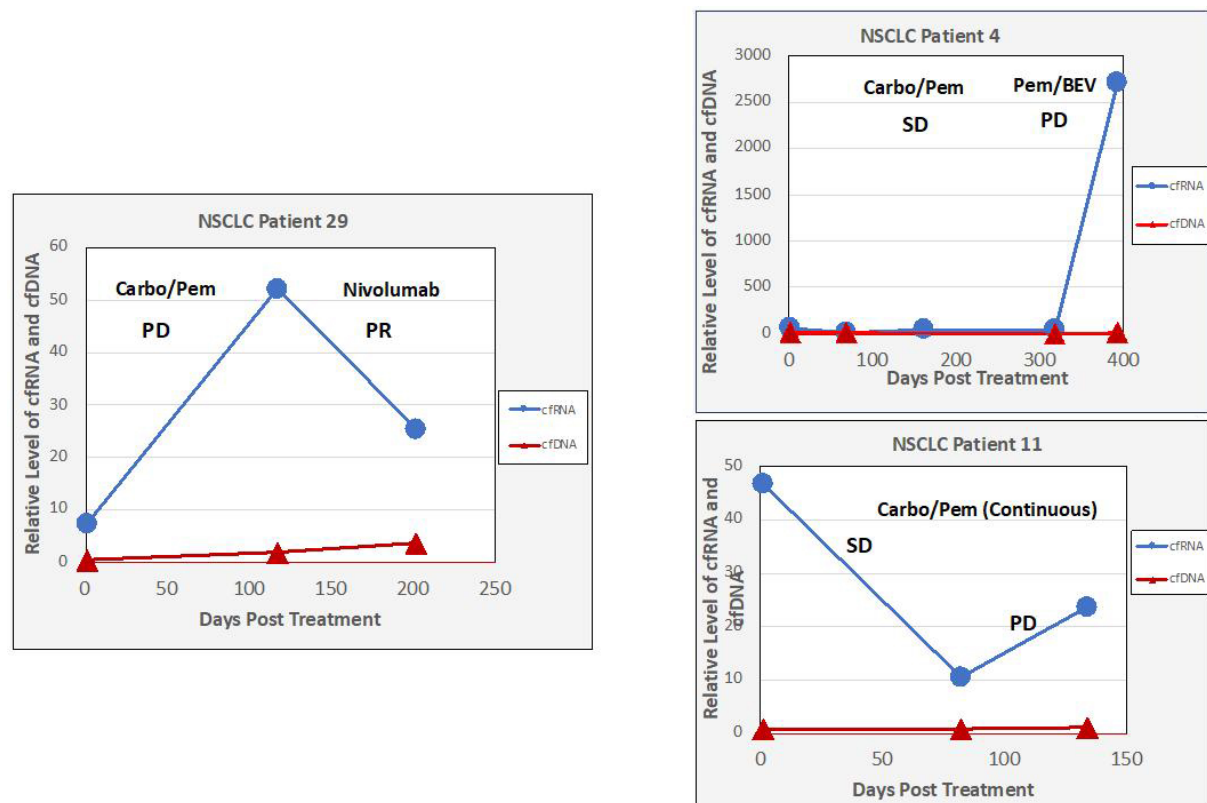 NSCLC Patient 29
Relative Level of cfRNA and cfDNA
60
50
40
30
20
10
0
Carbo/Pem
PD
Nivolumab
PR
0 50 100 150 200 250
Days Post Treatment
cfRNA
cfDNA
NSCLC Patient 4
Relative Level of cfRNA and cfDNA
3000
2500
2000
1500
1000
500
0
Carbo/Pem
SD
Pem/BEV
PD
0 100 200 300 400
Days Post Treatment
cfRNA
cfDNA
NSCLC Patient 11
Relative Level of cfRNA and
cfDNA
50
40
30
20
10
0
Carbo/Pem (Continuous)
SD
PD
0 50 100 150
Days Post Treatment
cfRNA
cfDNA